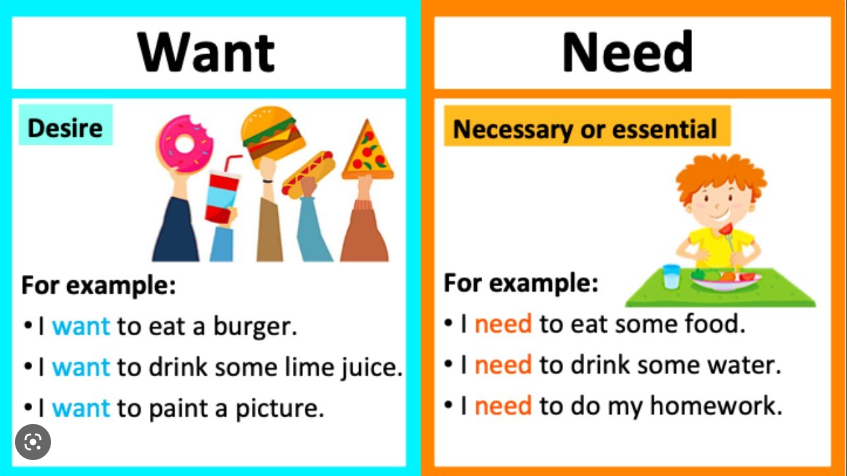 Want
Desire
For example:
• I want to eat a burger.
• I want to drink some lime juice.
• I want to paint a picture.
Need
Necessary or essential
For example:
• I need to eat some food.
• I need to drink some water.
• I need to do my homework.